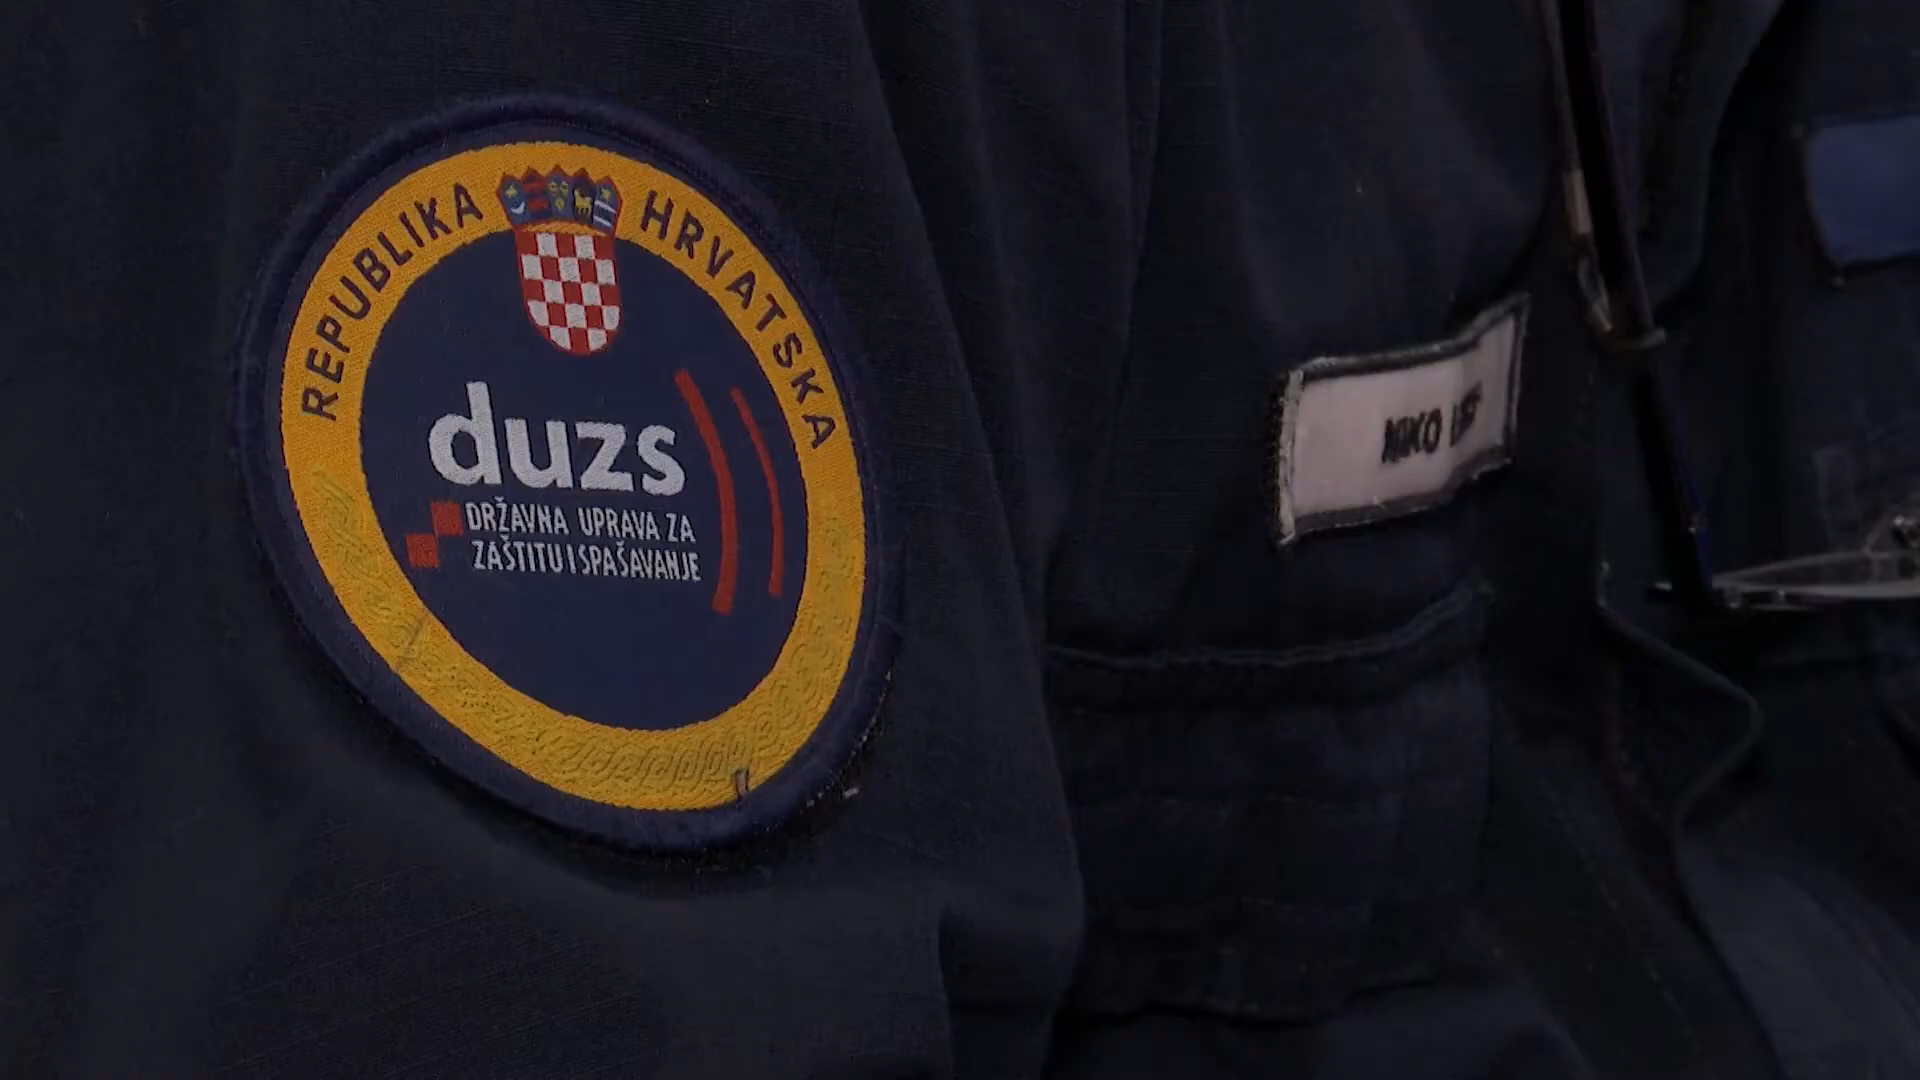 REPUBLIKA HRVATSKA
duzs
DRŽAVNA UPRAVA ZA
ZAŠTITU I SPAŠAVANJE